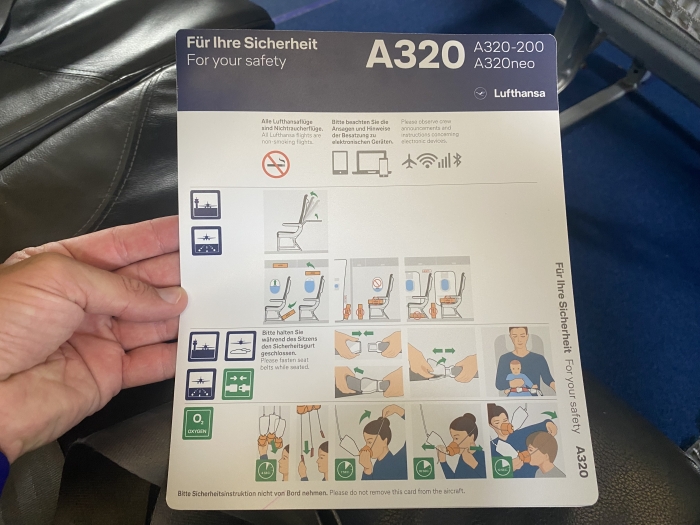 Für Ihre Sicherheit
For your safety
A320
A320-200
A320neo
Lufthansa
Alle Lufthansaflüge
sind Nichtraucherflüge.
All Lufthansa flights are
non-smoking flights.
Bitte beachten Sie die
Ansagen und Hinweise
der Besatzung zu
elektronischen Geräten.
Please observe crew
announcements and
instructions concerning
electronic devices.
Bitte halten Sie
während des Sitzens
den Sicherheitsgurt
geschlossen.
Please fasten seat
belts while seated.
O₂
OXYGEN
Für Ihre Sicherheit For your safety A320
Bitte Sicherheitsinstruktion nicht von Bord nehmen. Please do not remove this card from the aircraft.